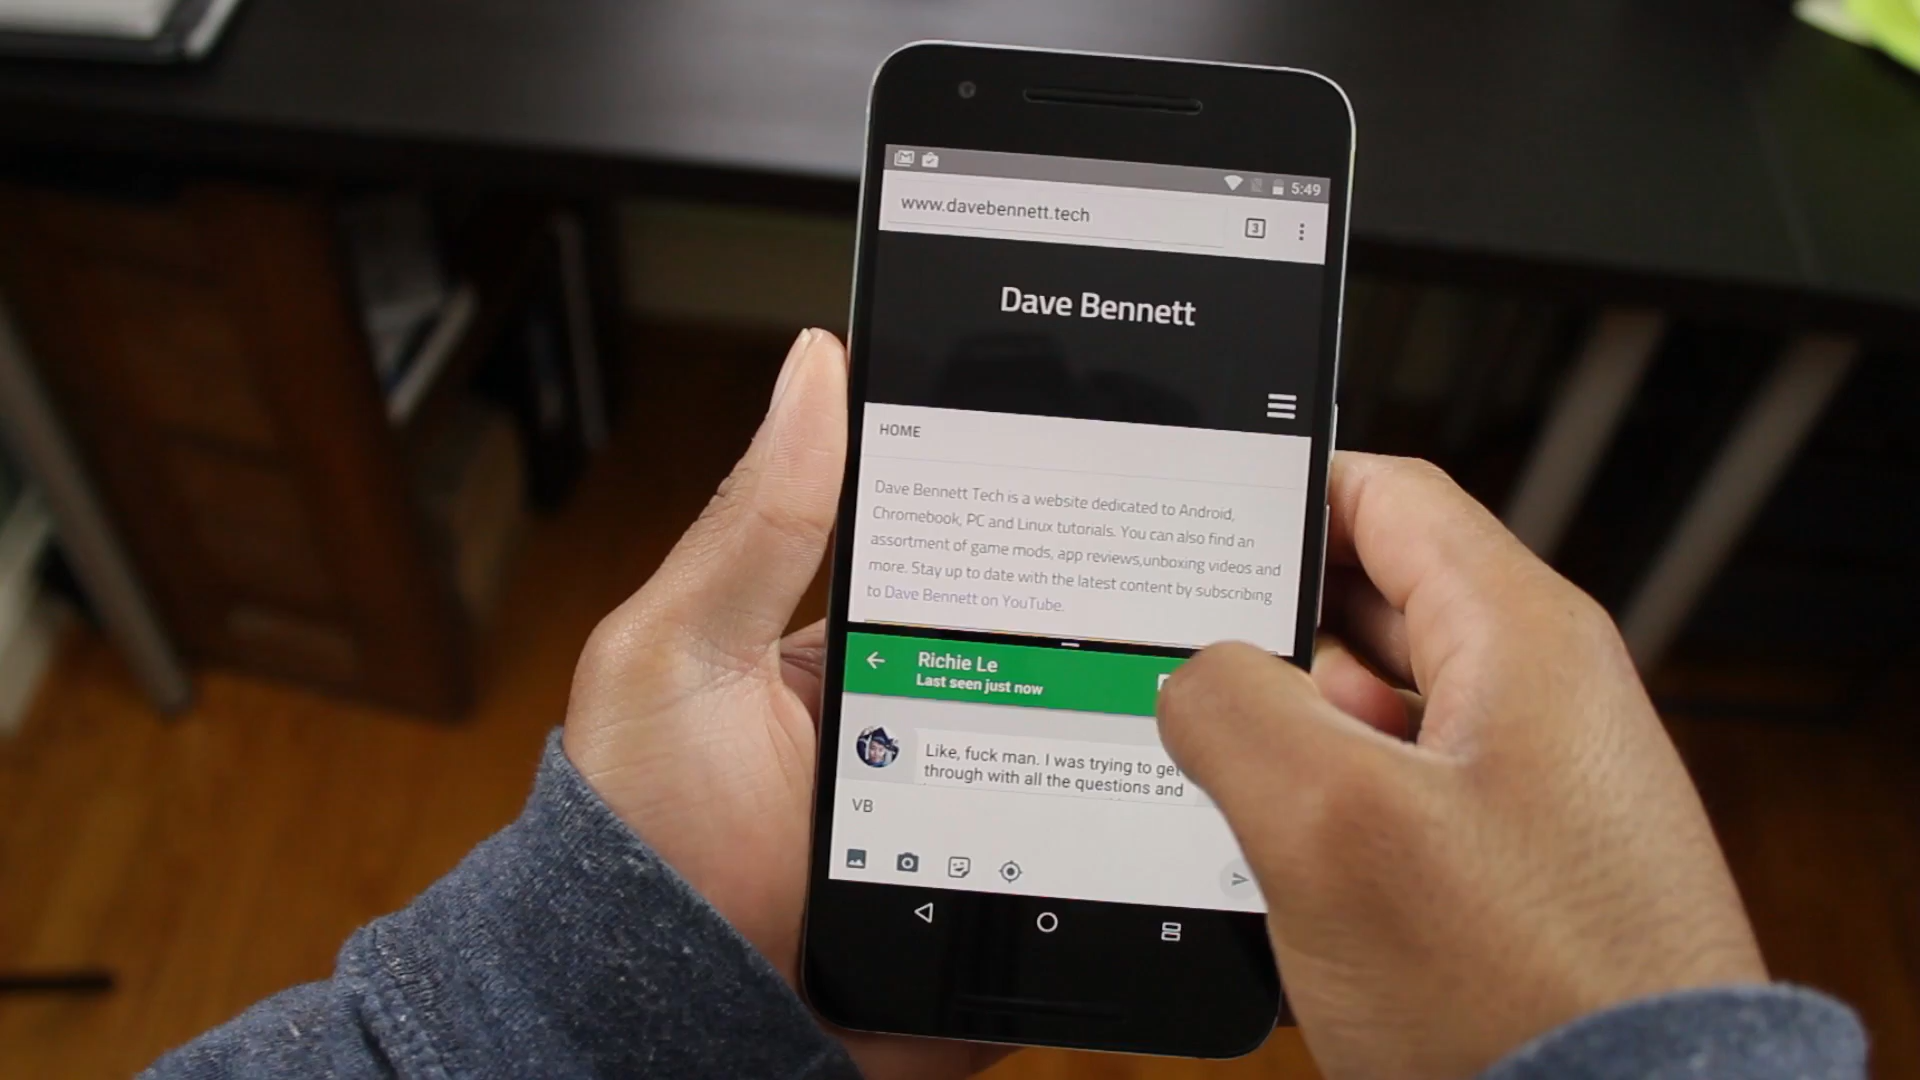 5:49
www.davebennett.tech
3
Dave Bennett
HOME
Dave Bennett Tech is a website dedicated to Android,
Chromebook, PC and Linux tutorials. You can also find an
assortment of game mods, app reviews,unboxing videos and
more. Stay up to date with the latest content by subscribing
to Dave Bennett on YouTube.
Richie Le
Last seen just now
Like, fuck man. I was trying to get
through with all the questions and
VB